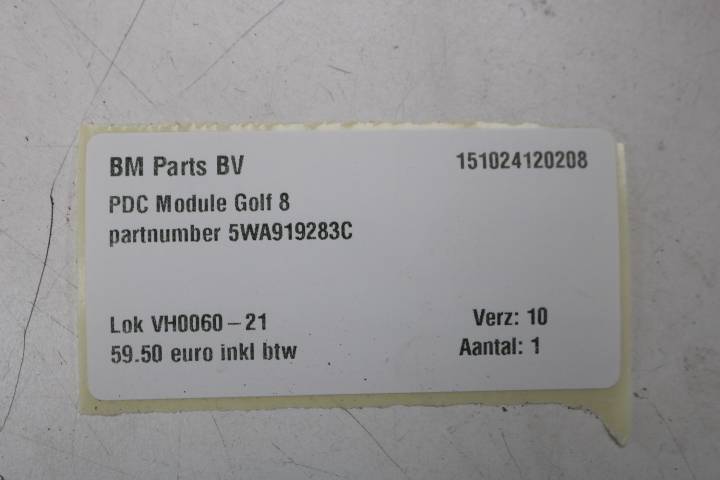 BM Parts BV 151024120208
PDC Module Golf 8
partnumber 5WA919283C
Lok VH0060-21 Verz: 10
59.50 euro inkl btw Aantal: 1